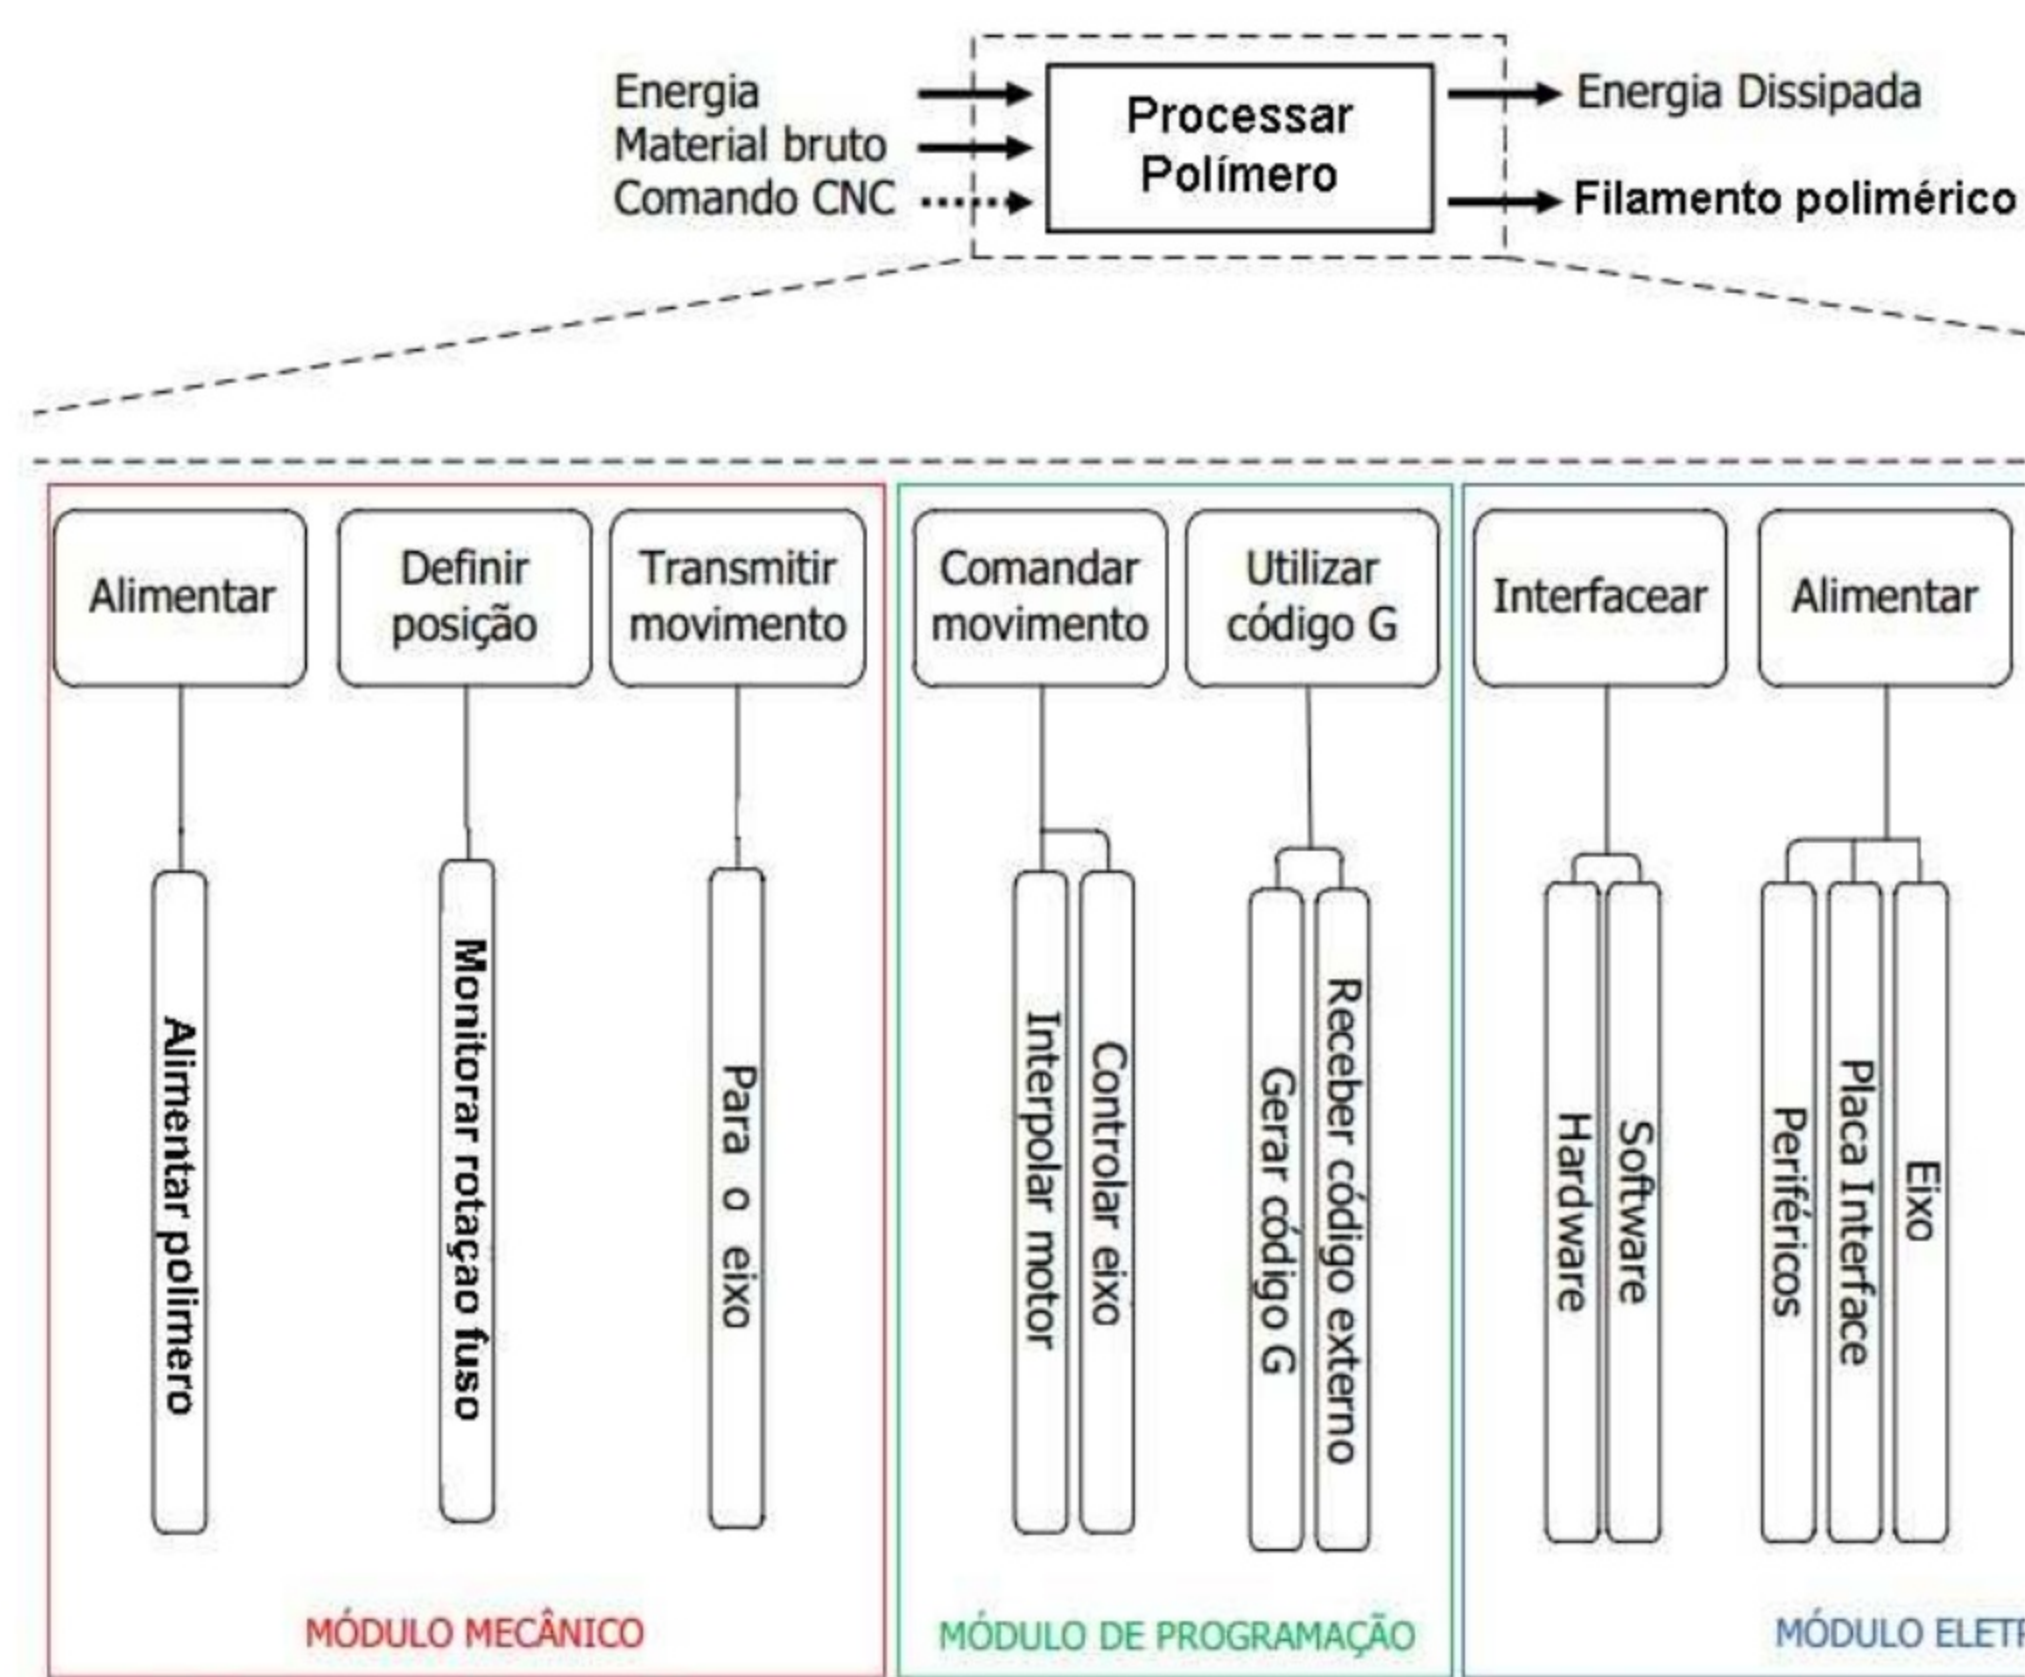 Energia
Material bruto
Comando CNC
Processar
Polímero
Energia Dissipada
Filamento polimérico
Alimentar
Definir
posição
Transmitir
movimento
Comandar
movimento
Utilizar
código G
Interfacear
Alimentar
Alimentar polimero
Monitorar rotaçao fuso
Para o eixo
Interpolar motor
Controlar eixo
Gerar código G
Receber código externo
Hardware
Software
Periféricos
Placa Interface
Eixo
MÓDULO MECÂNICO
MÓDULO DE PROGRAMAÇÃO
MÓDULO